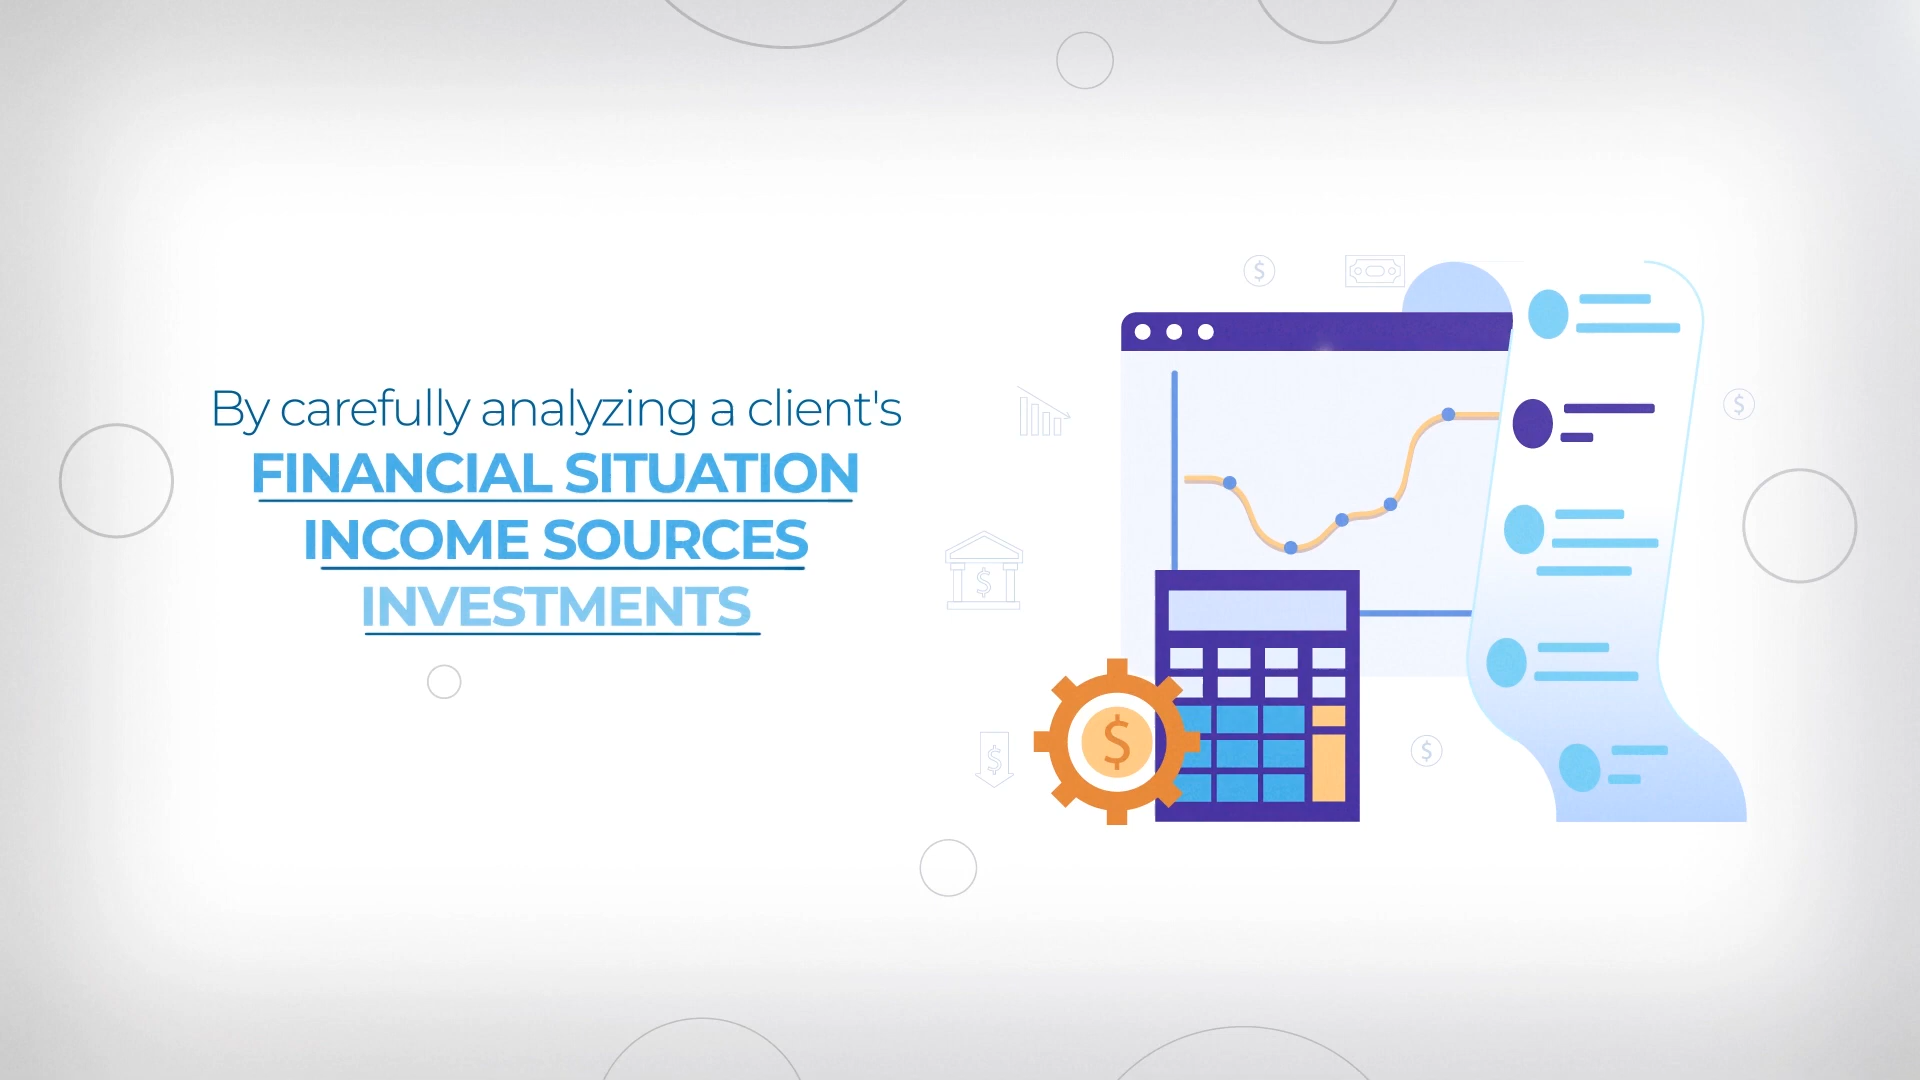 By carefully analyzing a client's
FINANCIAL SITUATION
INCOME SOURCES
INVESTMENTS